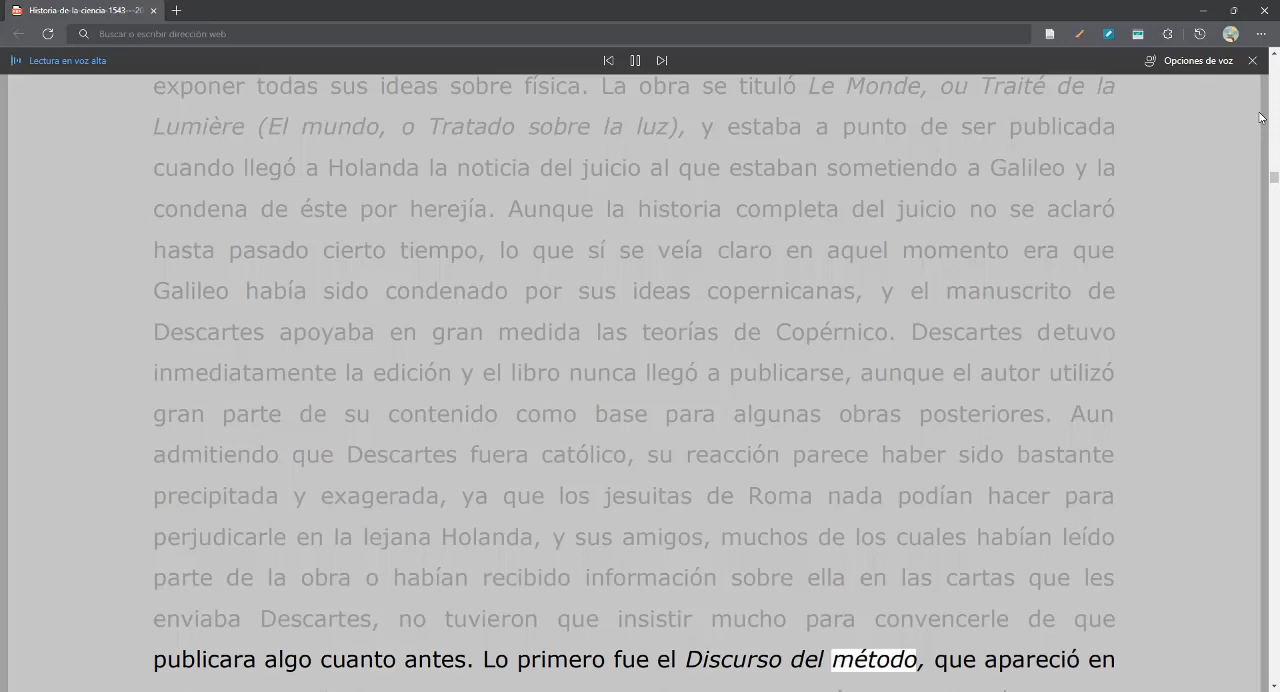 Historia-de-la-ciencia-1543---20
Buscar o escribir dirección web
Lectura en voz alta
Opciones de voz
exponer todas sus ideas sobre física. La obra se tituló Le Monde, ou Traité de la
Lumière (El mundo, o Tratado sobre la luz), y estaba a punto de ser publicada
cuando llegó a Holanda la noticia del juicio al que estaban sometiendo a Galileo y la
condena de éste por herejía. Aunque la historia completa del juicio no se aclaró
hasta pasado cierto tiempo, lo que sí se veía claro en aquel momento era que
Galileo había sido condenado por sus ideas copernicanas, y el manuscrito de
Descartes apoyaba en gran medida las teorías de Copérnico. Descartes detuvo
inmediatamente la edición y el libro nunca llegó a publicarse, aunque el autor utilizó
gran parte de su contenido como base para algunas obras posteriores. Aun
admitiendo que Descartes fuera católico, su reacción parece haber sido bastante
precipitada y exagerada, ya que los jesuitas de Roma nada podían hacer para
perjudicarle en la lejana Holanda, y sus amigos, muchos de los cuales habían leído
parte de la obra o habían recibido información sobre ella en las cartas que les
enviaba Descartes, no tuvieron que insistir mucho para convencerle de que
publicara algo cuanto antes. Lo primero fue el Discurso del método, que apareció en